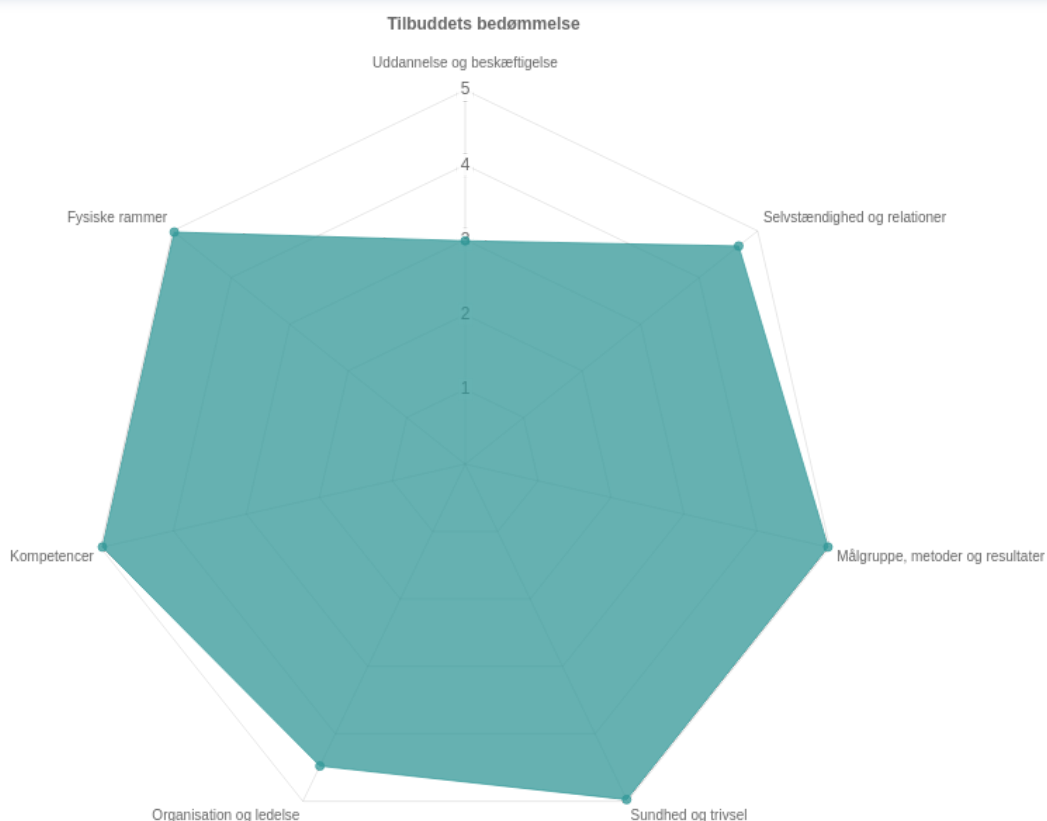 Tilbuddets bedømmelse
Uddannelse og beskæftigelse
5
4
Fysiske rammer
Selvstændighed og relationer
3
2
1
Kompetencer
Målgruppe, metoder og resultater
Organisation og ledelse
Sundhed og trivsel